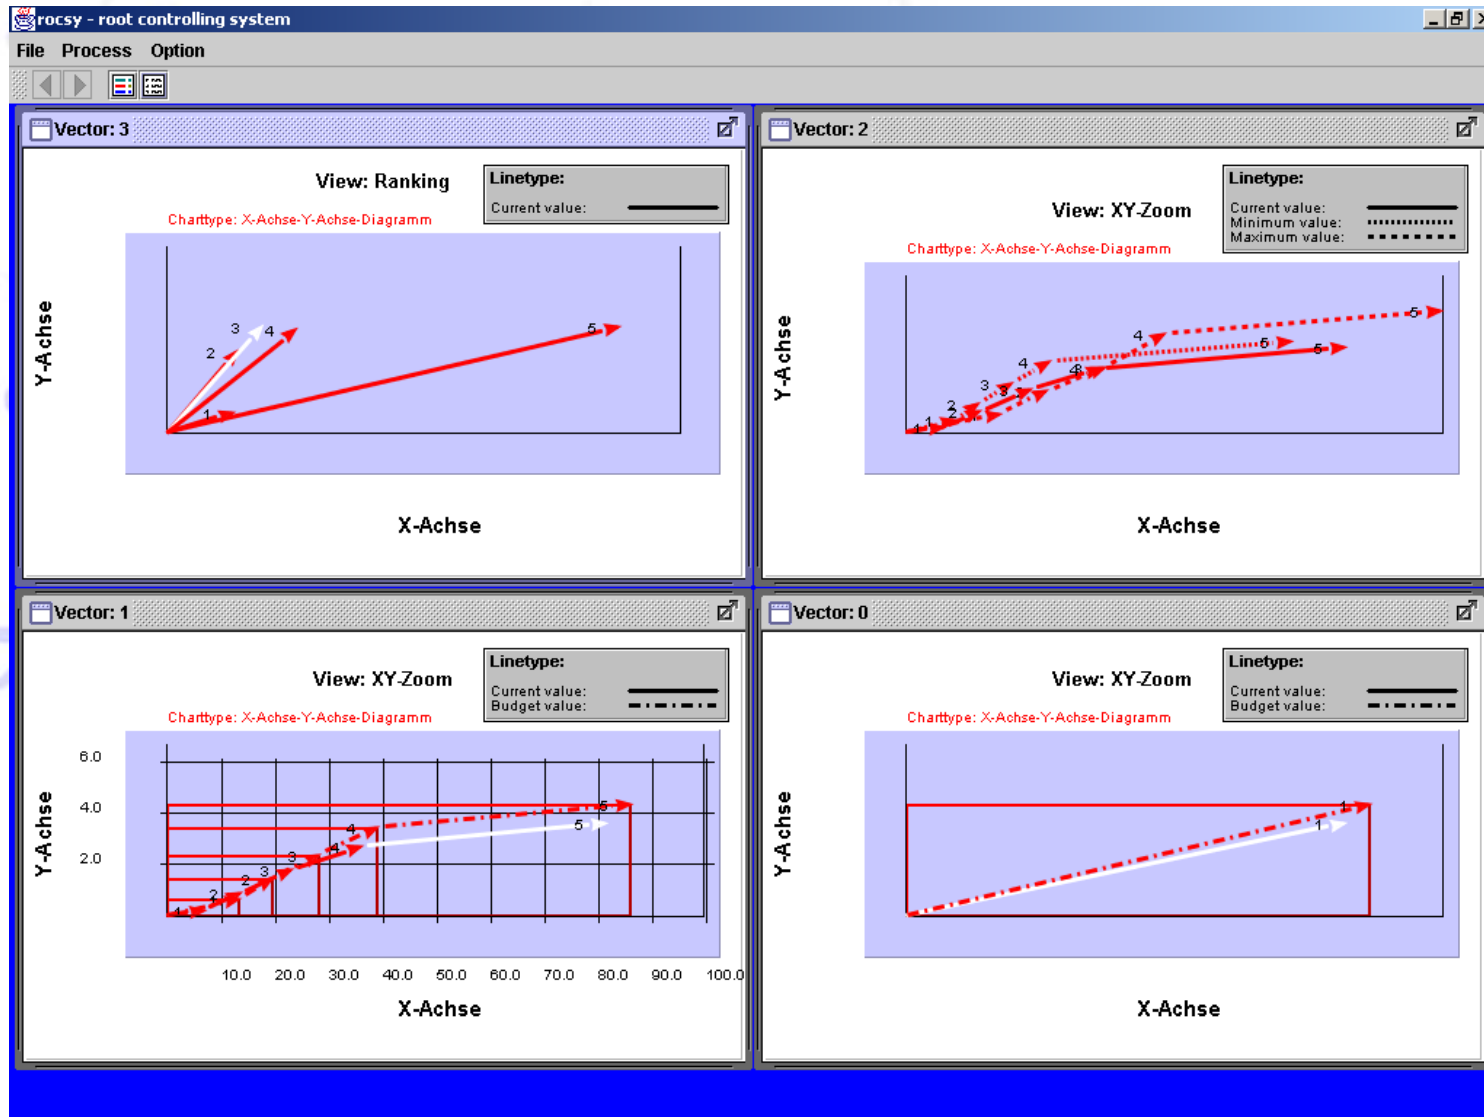 rocsy - root controlling system
File Process Option
Vector: 3
View: Ranking
Linetype:
Current value:
Charttype: X-Achse-Y-Achse-Diagramm
Y-Achse
3 4 5
2
1
X-Achse
Vector: 2
View: XY-Zoom
Linetype:
Current value:
Minimum value:
Maximum value:
Charttype: X-Achse-Y-Achse-Diagramm
Y-Achse
5
4
5
5
4
3
3
2
2
1
X-Achse
Vector: 1
View: XY-Zoom
Linetype:
Current value:
Budget value:
Charttype: X-Achse-Y-Achse-Diagramm
Y-Achse
6.0
4.0
2.0
5
5
4
4
3
3
2
2
1
10.0 20.0 30.0 40.0 50.0 60.0 70.0 80.0 90.0 100.0
X-Achse
Vector: 0
View: XY-Zoom
Linetype:
Current value:
Budget value:
Charttype: X-Achse-Y-Achse-Diagramm
Y-Achse
1
1
X-Achse